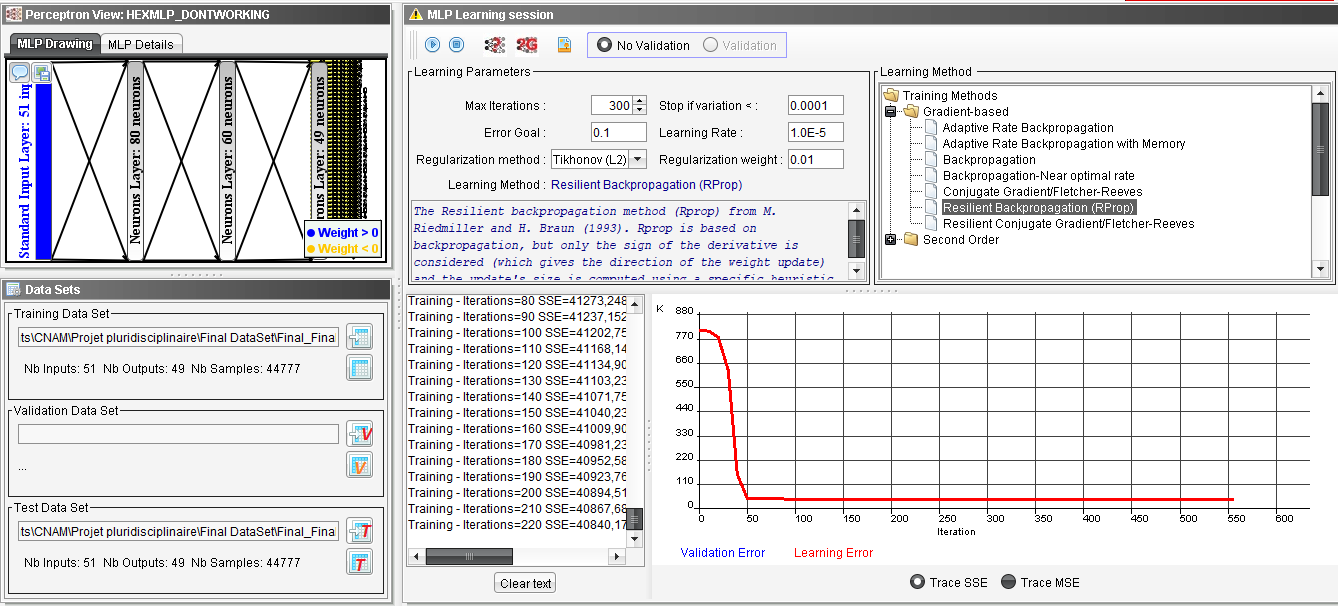 Perceptron View: HEXMLP_DONTWORKING
MLP Drawing
MLP Details
Standard Input Layer: 51
Neurons Layer: 80 neurons
Neurons Layer: 60 neurons
Layer: 49 neurons
Weight > 0
Weight < 0
Data Sets
Training Data Set
ts\CNAM\Projet pluridisciplinaire\Final DataSet\Final_Fina
Nb Inputs: 51 Nb Outputs: 49 Nb Samples: 44777
Validation Data Set
V
...
V
Test Data Set
ts\CNAM\Projet pluridisciplinaire\Final DataSet\Final_Fina
T
Nb Inputs: 51 Nb Outputs: 49 Nb Samples: 44777
T
MLP Learning session
No Validation
Validation
Learning Parameters
Max Iterations : 300 Stop if variation < : 0.0001
Error Goal : 0.1 Learning Rate : 1.0E-5
Regularization method : Tikhonov (L2) Regularization weight : 0.01
Learning Method : Resilient Backpropagation (RProp)
The Resilient backpropagation method (Rprop) from M.
Riedmiller and H. Braun (1993). Rprop is based on
backpropagation, but only the sign of the derivative is
considered (which gives the direction of the weight update)
and the update's size is computed using a specific heuristic
Learning Method
Training Methods
Gradient-based
Adaptive Rate Backpropagation
Adaptive Rate Backpropagation with Memory
Backpropagation
Backpropagation-Near optimal rate
Conjugate Gradient/Fletcher-Reeves
Resilient Backpropagation (RProp)
Resilient Conjugate Gradient/Fletcher-Reeves
Second Order
Training - Iterations=80 SSE=41273,248
Training - Iterations=90 SSE=41237,152
Training - Iterations=100 SSE=41202,75
Training - Iterations=110 SSE=41168,14
Training - Iterations=120 SSE=41134,90
Training - Iterations=130 SSE=41103,23
Training - Iterations=140 SSE=41071,75
Training - Iterations=150 SSE=41040,23
Training - Iterations=160 SSE=41009,90
Training - Iterations=170 SSE=40981,23
Training - Iterations=180 SSE=40952,58
Training - Iterations=190 SSE=40923,76
Training - Iterations=200 SSE=40894,51
Training - Iterations=210 SSE=40867,68
Training - Iterations=220 SSE=40840,17
Clear text
K
880
770
660
550
440
330
220
110
0
0 50 100 150 200 250 300 350 400 450 500 550 600
Iteration
Validation Error
Learning Error
Trace SSE
Trace MSE